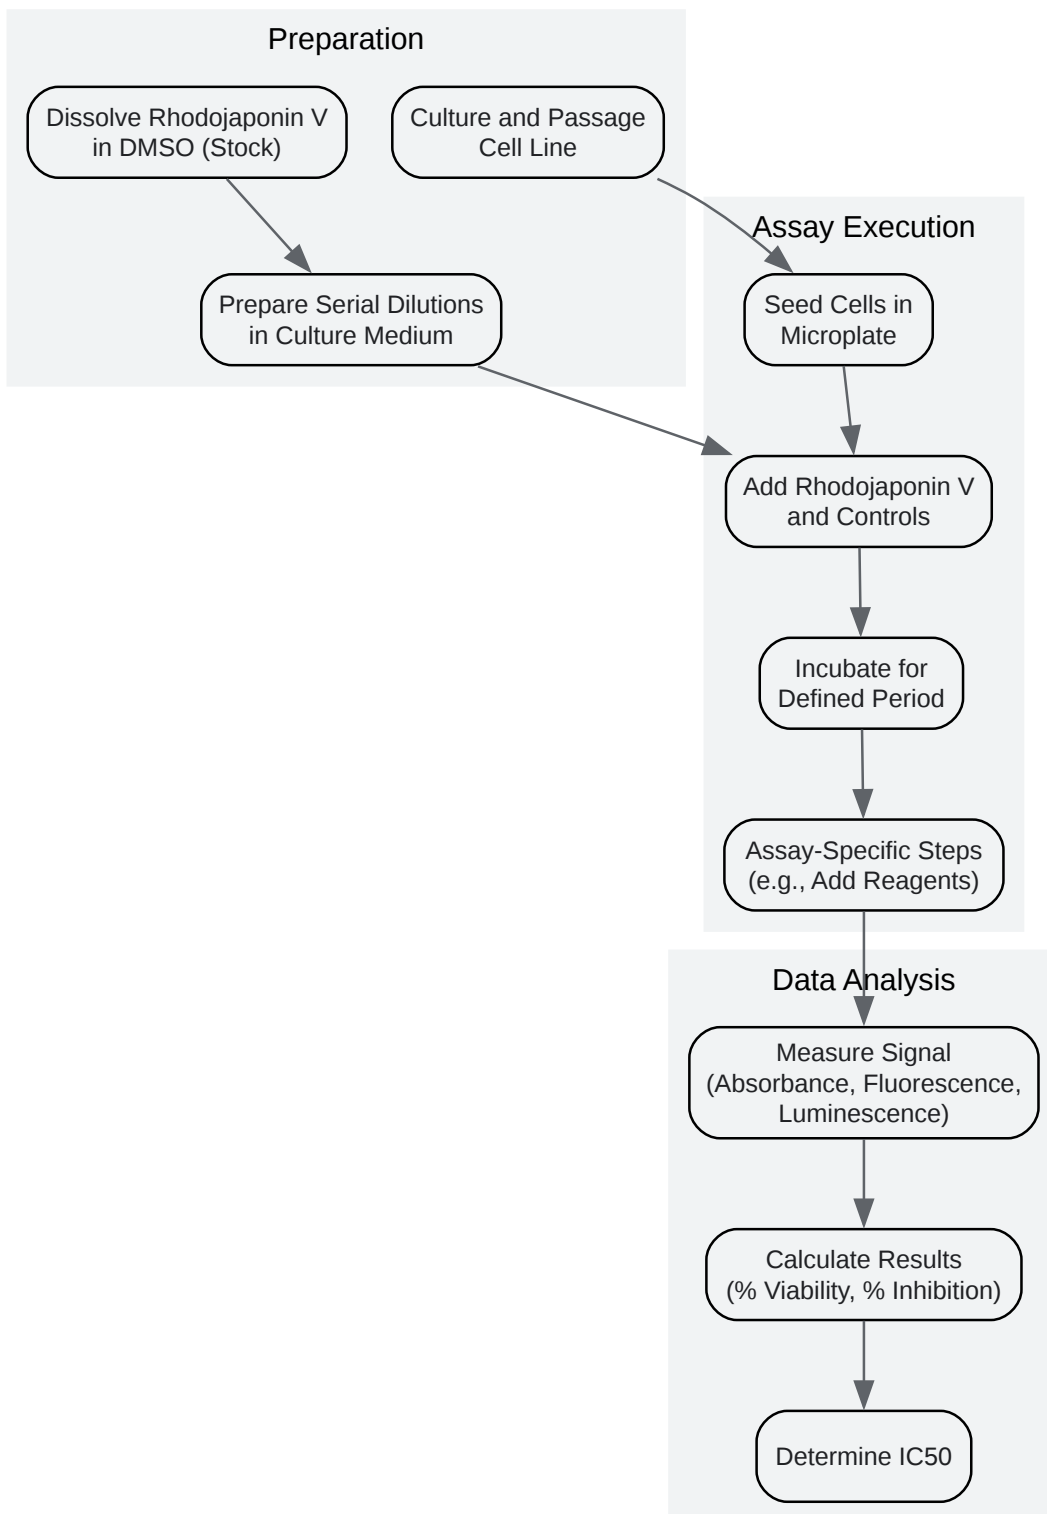 Preparation
Dissolve Rhodojaponin V
in DMSO (Stock)
Culture and Passage
Cell Line
Prepare Serial Dilutions
in Culture Medium
Assay Execution
Seed Cells in
Microplate
Add Rhodojaponin V
and Controls
Incubate for
Defined Period
Assay-Specific Steps
(e.g., Add Reagents)
Data Analysis
Measure Signal
(Absorbance, Fluorescence,
Luminescence)
Calculate Results
(% Viability, % Inhibition)
Determine IC50